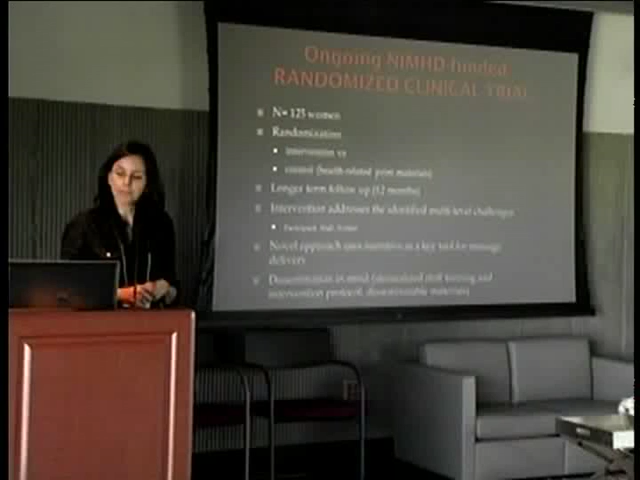 Ongoing NIMHD funded
RANDOMIZED CLINICAL TRIAL
N= 125 women
Randomization
intervention vs
control (health-related print materials)
Longer term follow up (12 months)
Intervention addresses the identified multi-level challenges
Novel approach uses narrative as a key tool for message
delivery
Dissemination in mind (standardized staff training and
intervention protocol, disseminable materials)